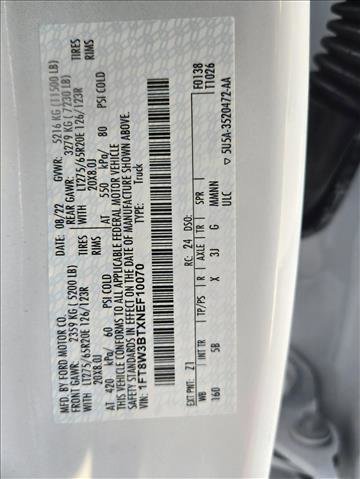 MFD. BY FORD MOTOR CO.
DATE: 08/22 GVWR: 5216 KG (11500 LB)
FRONT GAWR: 2359 KG (5200 LB) REAR GAWR: 3279 KG (7230 LB)
WITH LT275/65R20E 126/123R TIRES WITH LT275/65R20E 126/123R TIRES
20X8.0J RIMS 20X8.0J RIMS
AT 420 kPa/ 60 PSI COLD AT 550 kPa/ 80 PSI COLD
THIS VEHICLE CONFORMS TO ALL APPLICABLE FEDERAL MOTOR VEHICLE
SAFETY STANDARDS IN EFFECT ON THE DATE OF MANUFACTURE SHOWN ABOVE.
VIN: 1FT8W3BTXNEF10070
TYPE: Truck
F0138
T1026
EXT PNT: Z1 RC: 24 DSO:
WB INT TR TP/PS R AXLE TR SPR
160 5B X 3J G MMNN
ULC
5U5A-3520472-AA